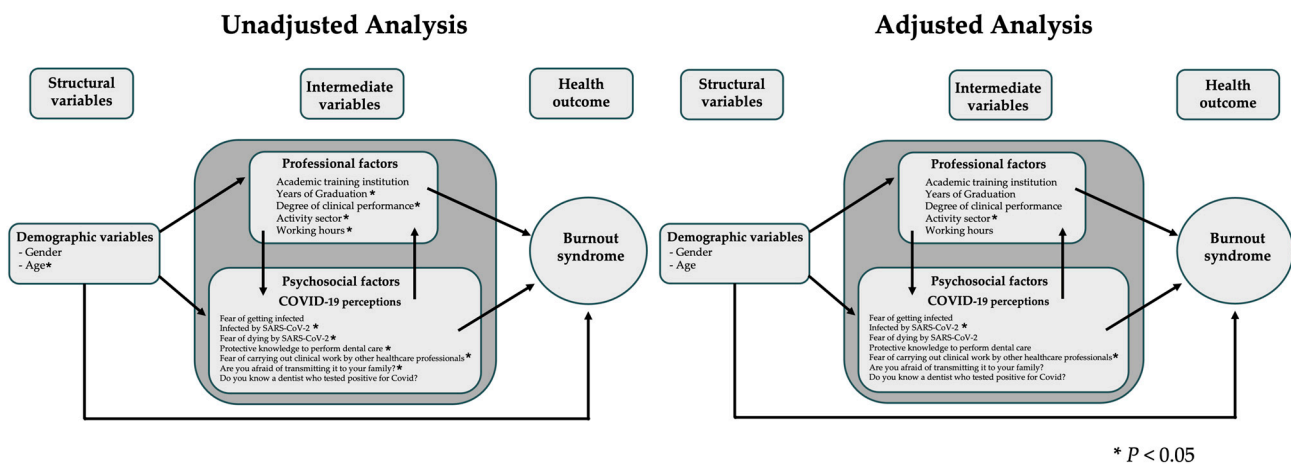 Unadjusted Analysis
Structural
variables
Intermediate
variables
Health
outcome
Professional factors
Academic training institution
Years of Graduation *
Degree of clinical performance*
Activity sector *
Working hours *
Demographic variables
- Gender
- Age*
Psychosocial factors
COVID-19 perceptions
Fear of getting infected
Infected by SARS-CoV-2 *
Fear of dying by SARS-CoV-2 *
Protective knowledge to perform dental care *
Fear of carrying out clinical work by other healthcare professionals*
Are you afraid of transmitting it to your family?*
Do you know a dentist who tested positive for Covid?
Burnout
syndrome
Adjusted Analysis
Structural
variables
Intermediate
variables
Health
outcome
Professional factors
Academic training institution
Years of Graduation
Degree of clinical performance
Activity sector *
Working hours
Demographic variables
- Gender
- Age
Psychosocial factors
COVID-19 perceptions
Fear of getting infected
Infected by SARS-CoV-2 *
Fear of dying by SARS-CoV-2
Protective knowledge to perform dental care
Fear of carrying out clinical work by other healthcare professionals*
Are you afraid of transmitting it to your family?
Do you know a dentist who tested positive for Covid?
Burnout
syndrome
* P < 0.05